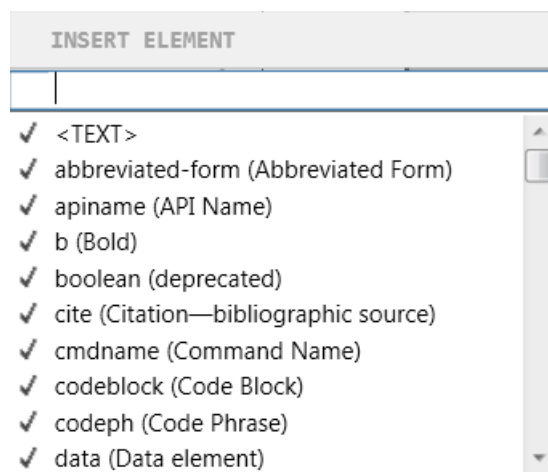 INSERT ELEMENT
<TEXT>
abbreviated-form (Abbreviated Form)
apiname (API Name)
b (Bold)
boolean (deprecated)
cite (Citation—bibliographic source)
cmdname (Command Name)
codeblock (Code Block)
codeph (Code Phrase)
data (Data element)